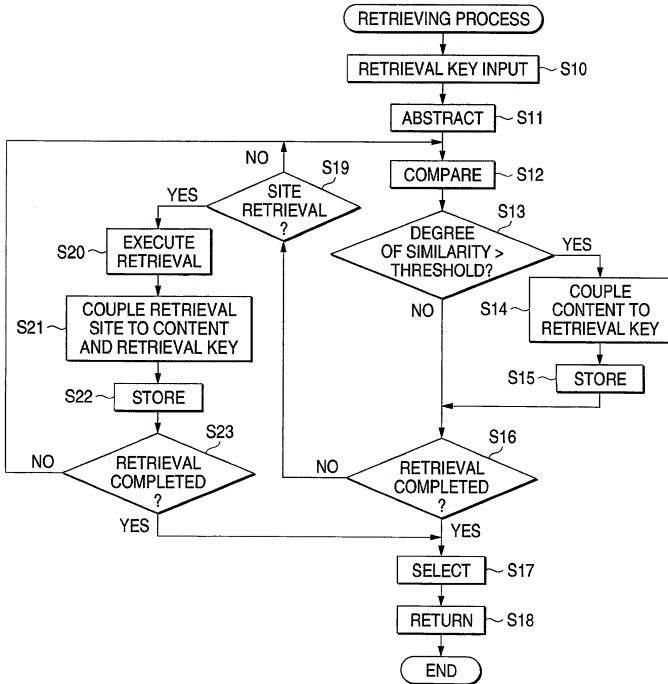 RETRIEVING PROCESS
RETRIEVAL KEY INPUT
S10
ABSTRACT
S11
COMPARE
S12
DEGREE
OF SIMILARITY >
THRESHOLD?
S13
YES
NO
COUPLE
CONTENT TO
RETRIEVAL KEY
S14
STORE
S15
RETRIEVAL
COMPLETED
?
S16
NO
YES
SITE
RETRIEVAL
?
S19
NO
YES
EXECUTE
RETRIEVAL
S20
COUPLE RETRIEVAL
SITE TO CONTENT
AND RETRIEVAL KEY
S21
STORE
S22
RETRIEVAL
COMPLETED
?
S23
NO
YES
SELECT
S17
RETURN
S18
END